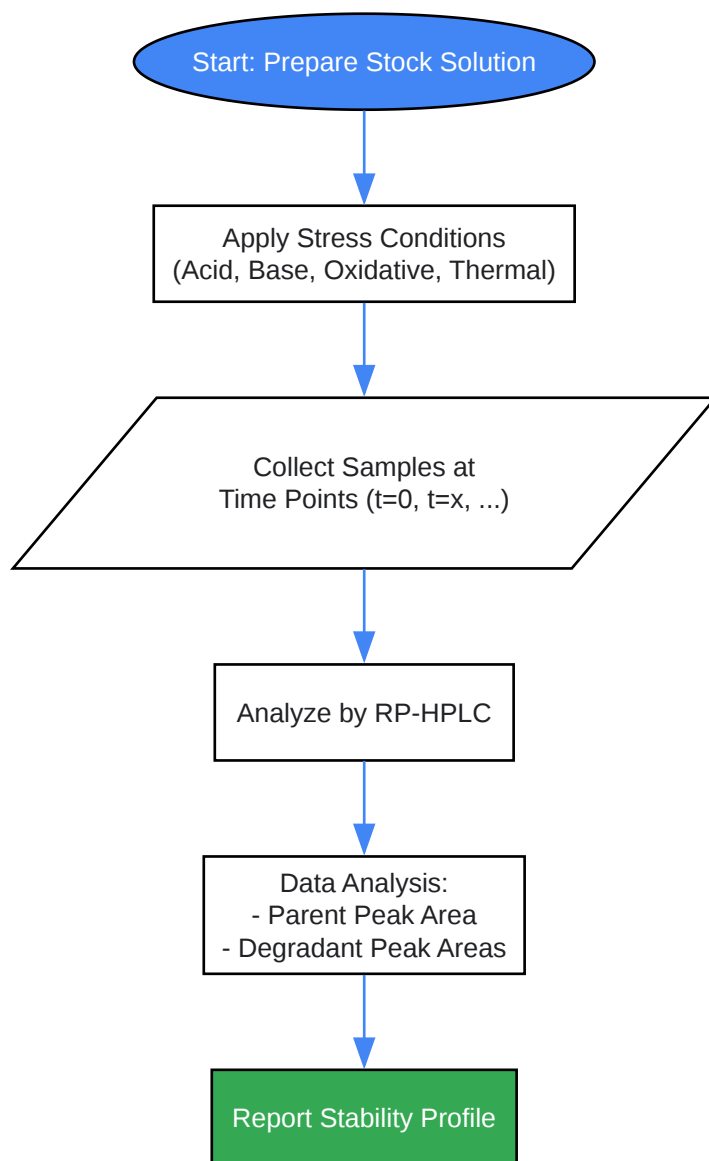 Start: Prepare Stock Solution
Apply Stress Conditions
(Acid, Base, Oxidative, Thermal)
Collect Samples at
Time Points (t=0, t=x, ...)
Analyze by RP-HPLC
Data Analysis:
- Parent Peak Area
- Degradant Peak Areas
Report Stability Profile